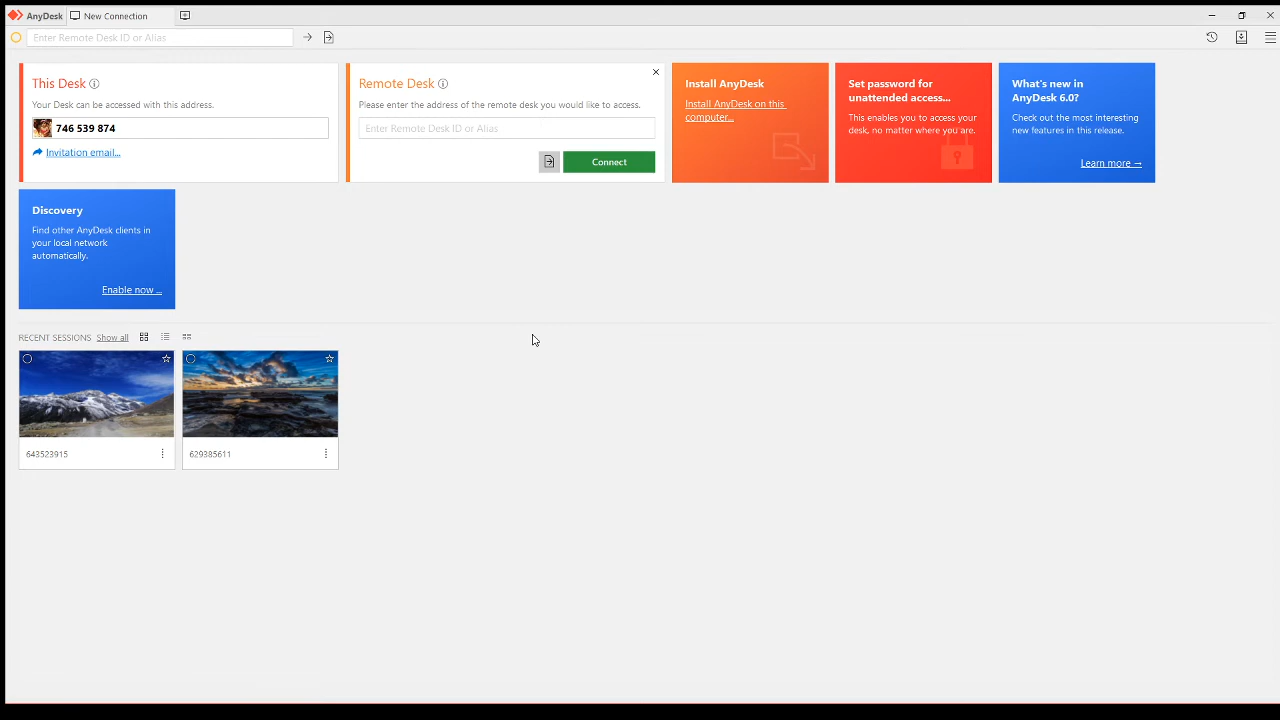 AnyDesk
New Connection
Enter Remote Desk ID or Alias
This Desk
Your Desk can be accessed with this address.
746 539 874
Invitation email...
Remote Desk
Please enter the address of the remote desk you would like to access.
Enter Remote Desk ID or Alias
Connect
Install AnyDesk
Install AnyDesk on this
computer...
Set password for
unattended access...
This enables you to access your
desk, no matter where you are.
What's new in
AnyDesk 6.0?
Check out the most interesting
new features in this release.
Learn more →
Discovery
Find other AnyDesk clients in
your local network
automatically.
Enable now ...
RECENT SESSIONS Show all
643523915
629385611